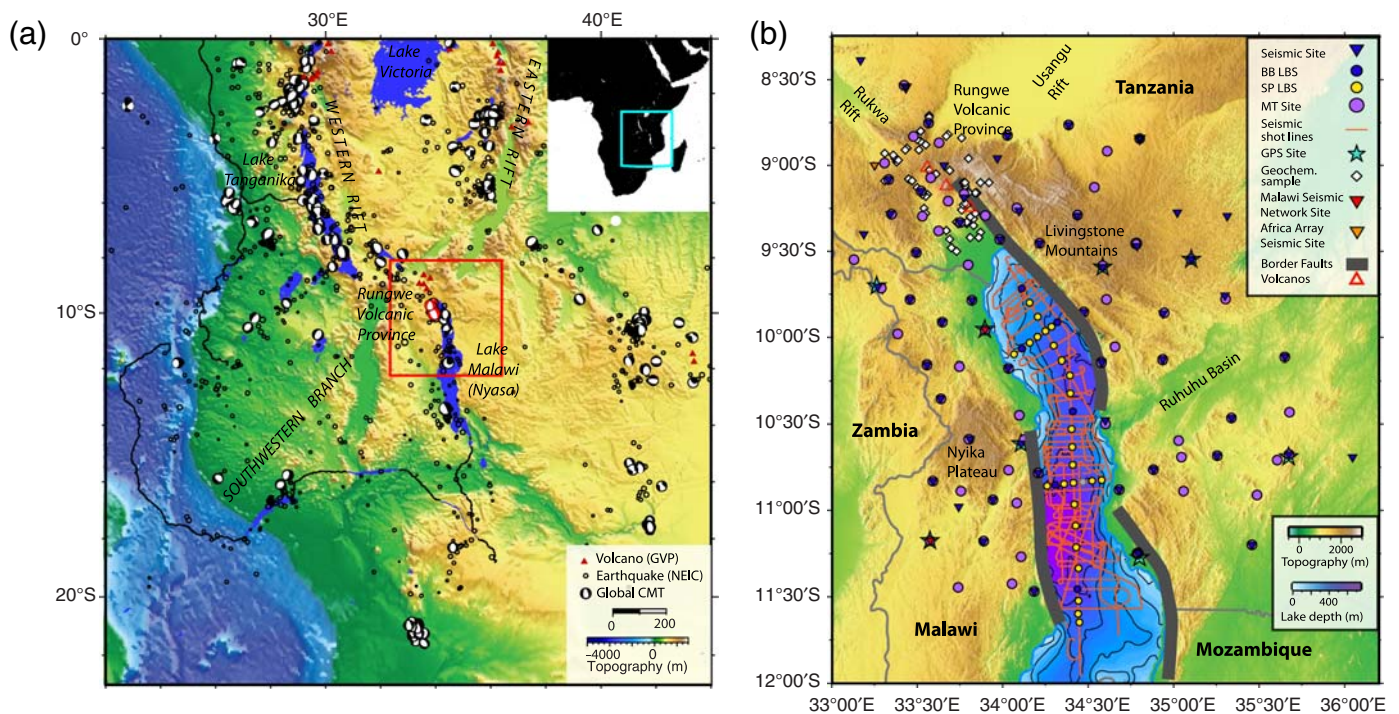 (a)
30°E
40°E
0°
10°S
20°S
Lake
Victoria
EASTERN RIFT
WESTERN RIFT
Lake
Tanganika
Rungwe
Volcanic
Province
Lake
Malawi
(Nyasa)
SOUTHWESTERN BRANCH
Volcano (GVP)
Earthquake (NEIC)
Global CMT
0
200
−4000
0
Topography (m)
(b)
8°30'S
9°00'S
9°30'S
10°00'S
10°30'S
11°00'S
11°30'S
12°00'S
Rukwa
Rift
Rungwe
Volcanic
Province
Usangu
Rift
Tanzania
Livingstone
Mountains
Ruhuhu Basin
Zambia
Nyika
Plateau
Malawi
Mozambique
Seismic Site
BB LBS
SP LBS
MT Site
Seismic
shot lines
GPS Site
Geochem.
sample
Malawi Seismic
Network Site
Africa Array
Seismic Site
Border Faults
Volcanos
0
2000
Topography (m)
0
400
Lake depth (m)
33°00'E
33°30'E
34°00'E
34°30'E
35°00'E
35°30'E
36°00'E